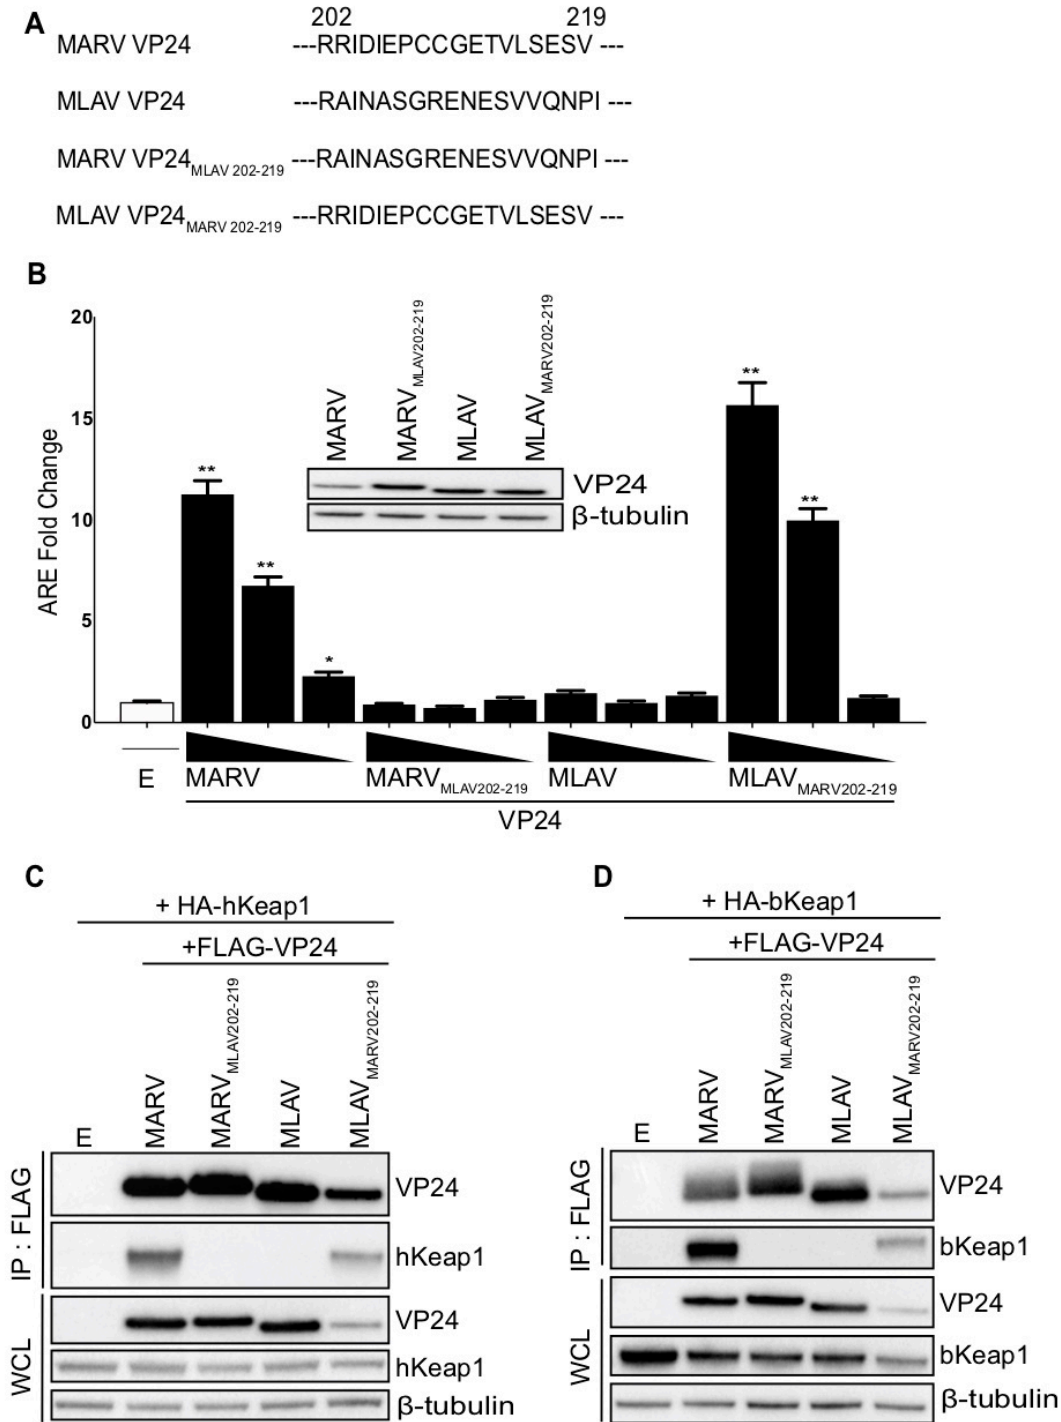 A
202 219
MARV VP24 ---RRIDIEPCCGETVLSESV ---
MLAV VP24 ---RAINASGRENESVVQNPI ---
MARV VP24MLAV 202-219 ---RAINASGRENESVVQNPI ---
MLAV VP24MARV 202-219 ---RRIDIEPCCGETVLSESV ---
B
ARE Fold Change
20
15
10
5
0
**
**
*
**
**
MARV
MARVMLAV202-219
MLAV
MLAVMARV202-219
VP24
β-tubulin
E
MARV
MARVMLAV202-219
MLAV
MLAVMARV202-219
VP24
C
+ HA-hKeap1
+FLAG-VP24
E
MARV
MARVMLAV202-219
MLAV
MLAVMARV202-219
IP : FLAG
VP24
hKeap1
WCL
VP24
hKeap1
β-tubulin
D
+ HA-bKeap1
+FLAG-VP24
E
MARV
MARVMLAV202-219
MLAV
MLAVMARV202-219
IP : FLAG
VP24
bKeap1
WCL
VP24
bKeap1
β-tubulin